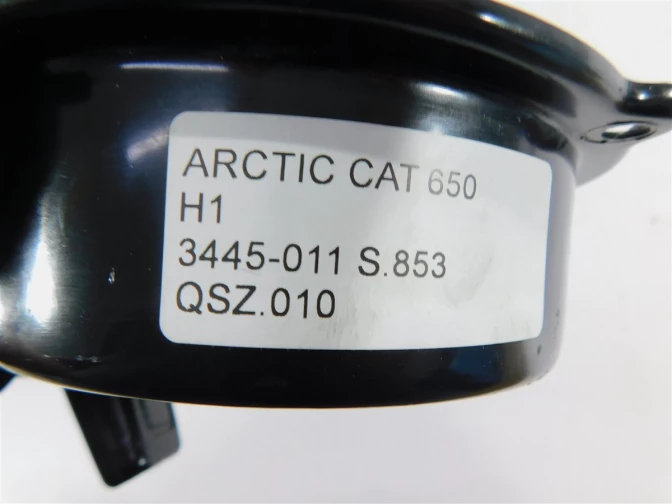 ARCTIC CAT 650
H1
3445-011 S.853
QSZ.010